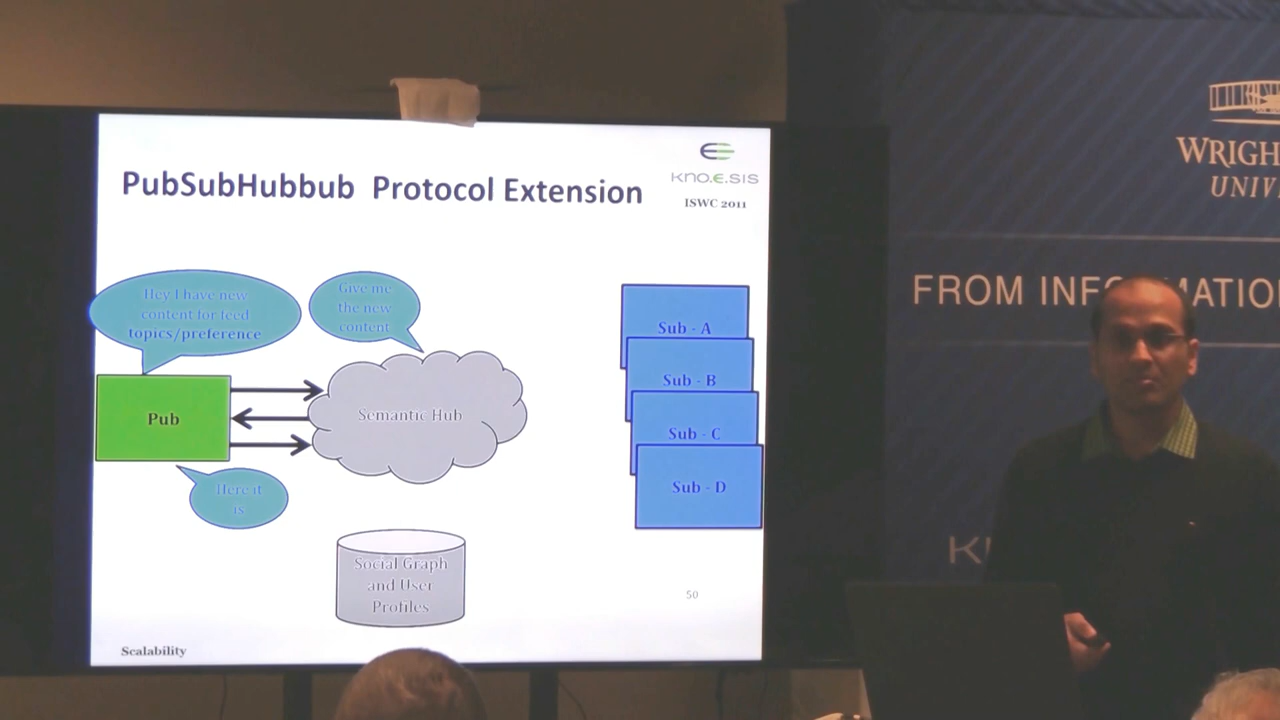 PubSubHubbub Protocol Extension
kno.e.sis
ISWC 2011
Hey I have new
content for feed
topics/preference
Give me
the new
content
Pub
Semantic Hub
Here it
is
Sub - A
Sub - B
Sub - C
Sub - D
Social Graph
and User
Profiles
50
Scalability
WRIGH
UNIV
FROM INF
ATIO
KN